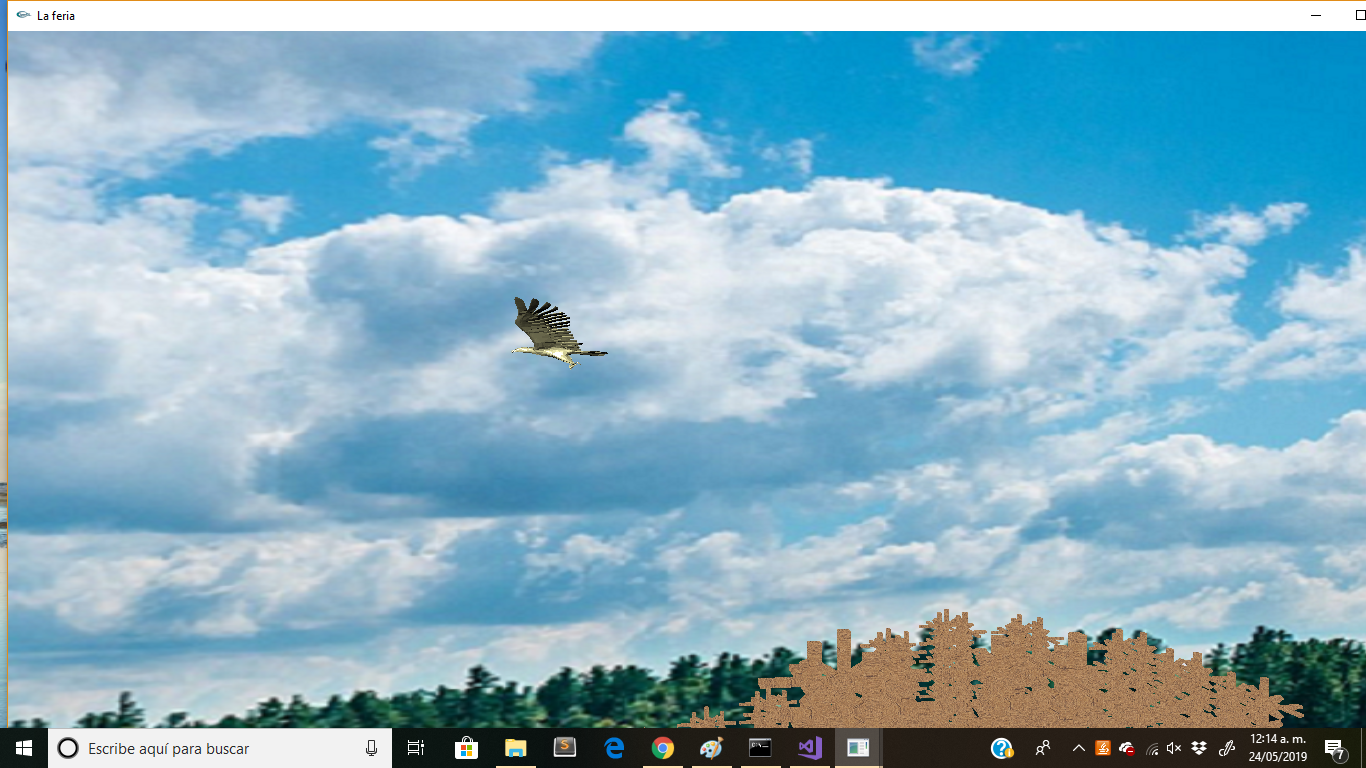 La feria
Escribe aquí para buscar
12:14 a. m.
24/05/2019
7